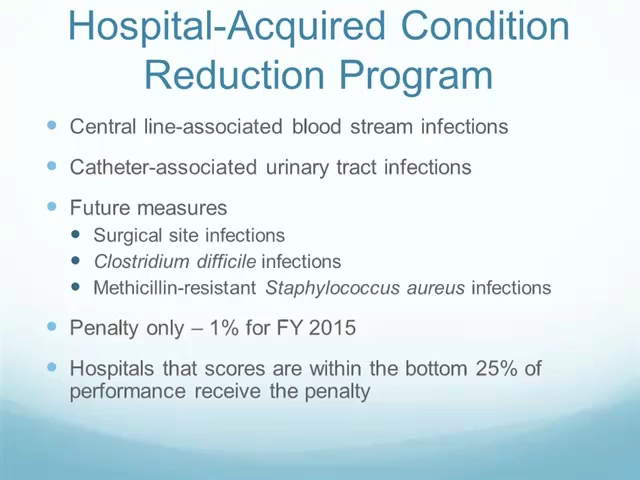 Hospital-Acquired Condition
Reduction Program
Central line-associated blood stream infections
Catheter-associated urinary tract infections
Future measures
Surgical site infections
Clostridium difficile infections
Methicillin-resistant Staphylococcus aureus infections
Penalty only – 1% for FY 2015
Hospitals that scores are within the bottom 25% of
performance receive the penalty